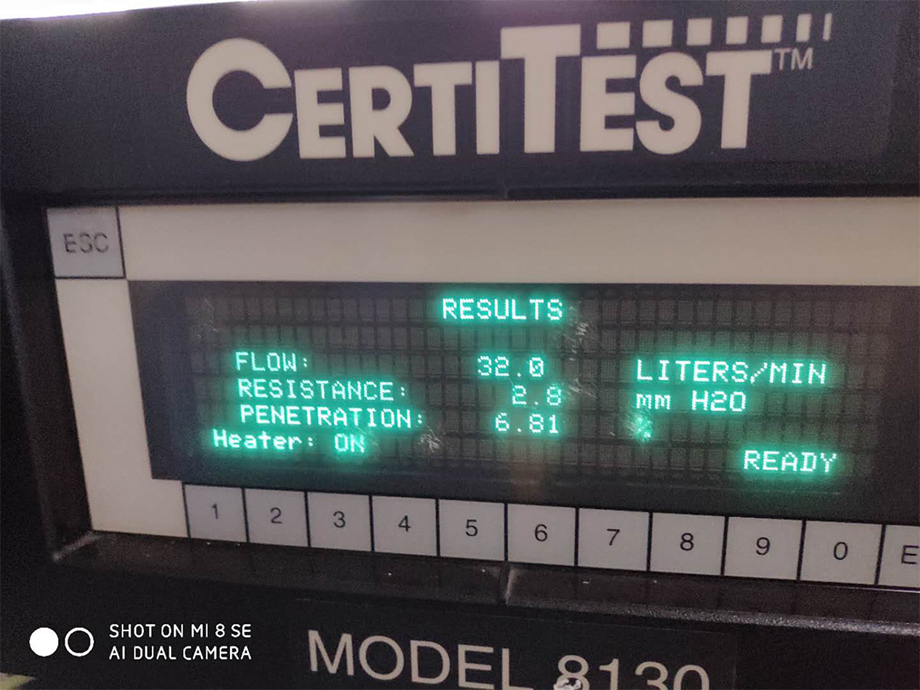 CERTITEST™
ESC
RESULTS
FLOW: 32.0 LITERS/MIN
RESISTANCE: 2.8 mm H2O
PENETRATION: 6.81 %
Heater: ON
READY
1 2 3 4 5 6 7 8 9 0 E
MODEL 8130
SHOT ON MI 8 SE
AI DUAL CAMERA